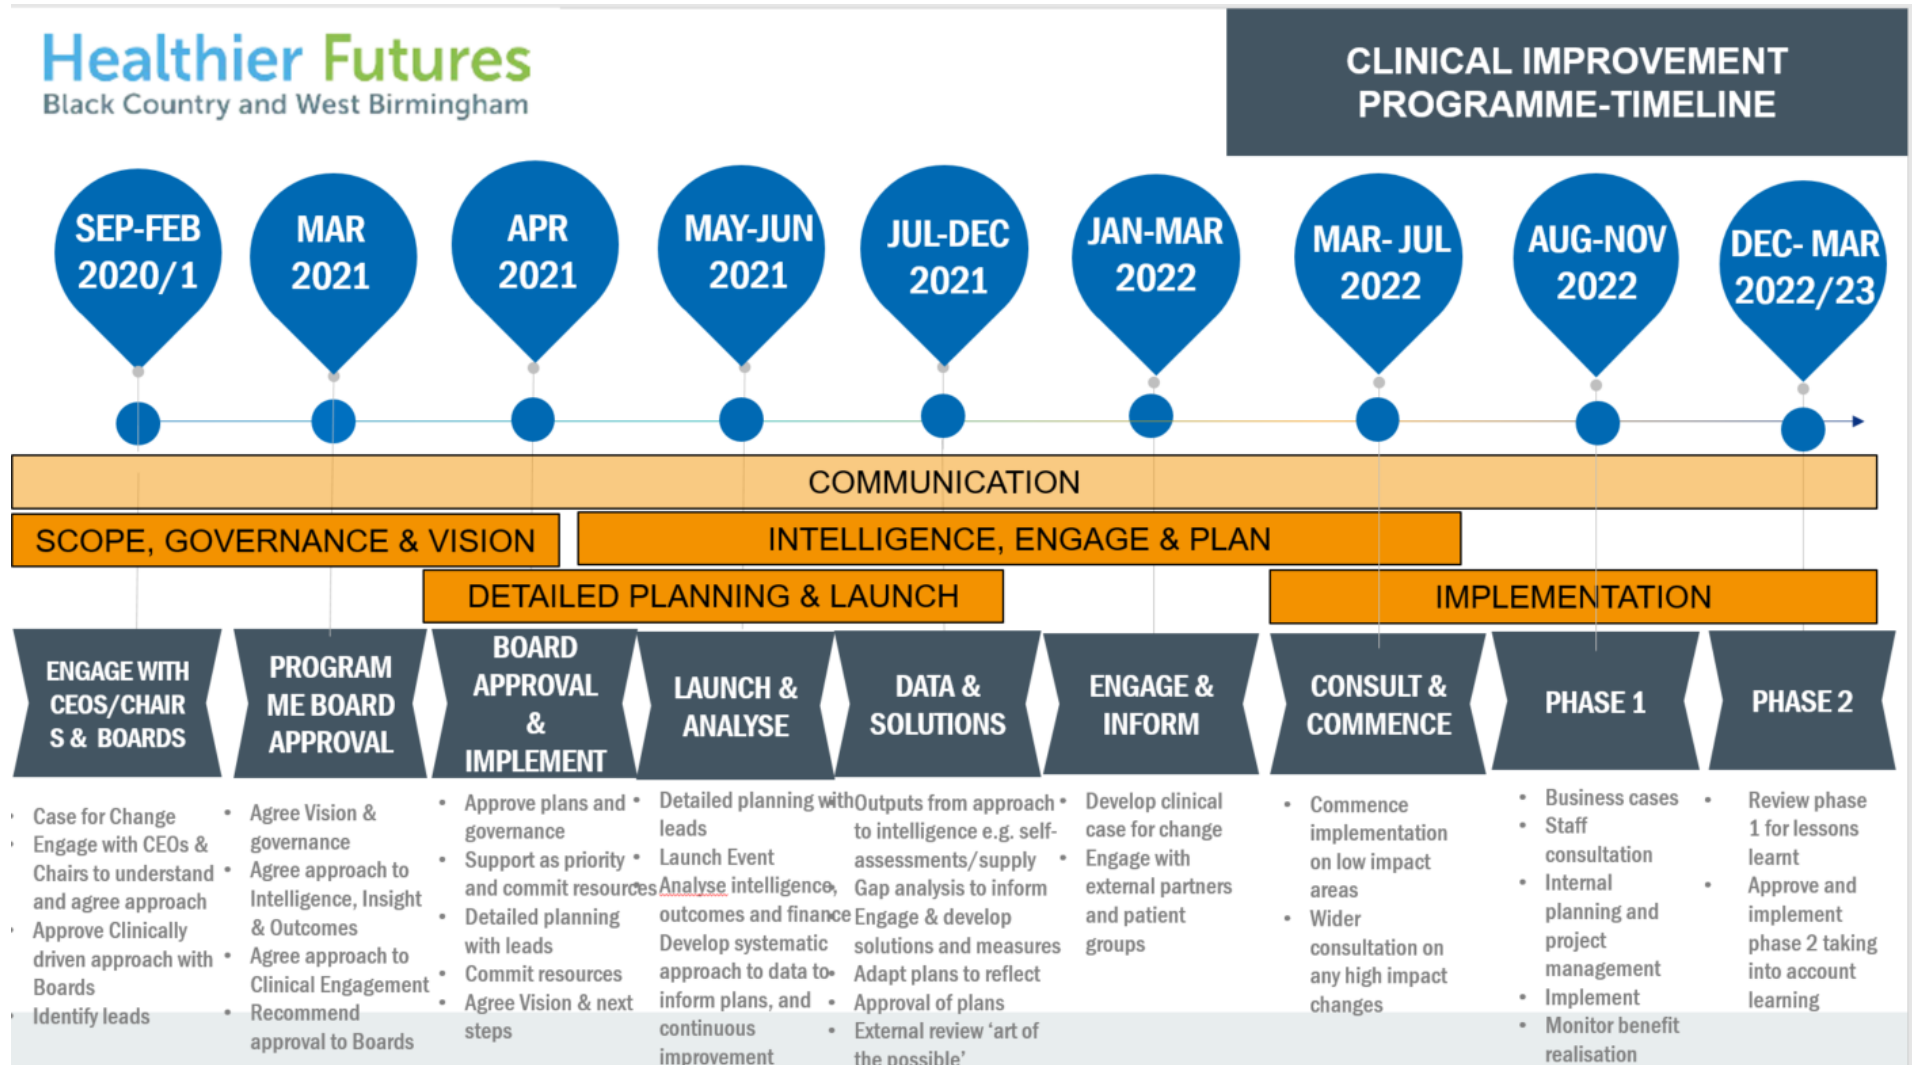 Healthier Futures
Black Country and West Birmingham
CLINICAL IMPROVEMENT
PROGRAMME-TIMELINE
SEP-FEB
2020/1
MAR
2021
APR
2021
MAY-JUN
2021
JUL-DEC
2021
JAN-MAR
2022
MAR- JUL
2022
AUG-NOV
2022
DEC- MAR
2022/23
COMMUNICATION
SCOPE, GOVERNANCE & VISION
INTELLIGENCE, ENGAGE & PLAN
DETAILED PLANNING & LAUNCH
IMPLEMENTATION
ENGAGE WITH
CEOS/CHAIR
S & BOARDS
PROGRAM
ME BOARD
APPROVAL
BOARD
APPROVAL
&
IMPLEMENT
LAUNCH &
ANALYSE
DATA &
SOLUTIONS
ENGAGE &
INFORM
CONSULT &
COMMENCE
PHASE 1
PHASE 2
• Case for Change
• Engage with CEOs &
Chairs to understand
and agree approach
• Approve Clinically
driven approach with
Boards
• Identify leads
• Agree Vision &
governance
• Agree approach to
Intelligence, Insight
& Outcomes
• Agree approach to
Clinical Engagement
• Recommend
approval to Boards
• Approve plans and
governance
• Support as priority
and commit resources
• Detailed planning
with leads
• Commit resources
• Agree Vision & next
steps
• Detailed planning with
leads
• Launch Event
• Analyse intelligence,
outcomes and finance
Develop systematic
approach to data to
inform plans, and
continuous
improvement
• Outputs from approach
to intelligence e.g. self-
assessments/supply
• Gap analysis to inform
• Engage & develop
solutions and measures
• Adapt plans to reflect
• Approval of plans
• External review ‘art of
the possible’
• Develop clinical
case for change
• Engage with
external partners
and patient
groups
• Commence
implementation
on low impact
areas
• Wider
consultation on
any high impact
changes
• Business cases
• Staff
consultation
• Internal
planning and
project
management
• Implement
• Monitor benefit
realisation
• Review phase
1 for lessons
learnt
• Approve and
implement
phase 2 taking
into account
learning